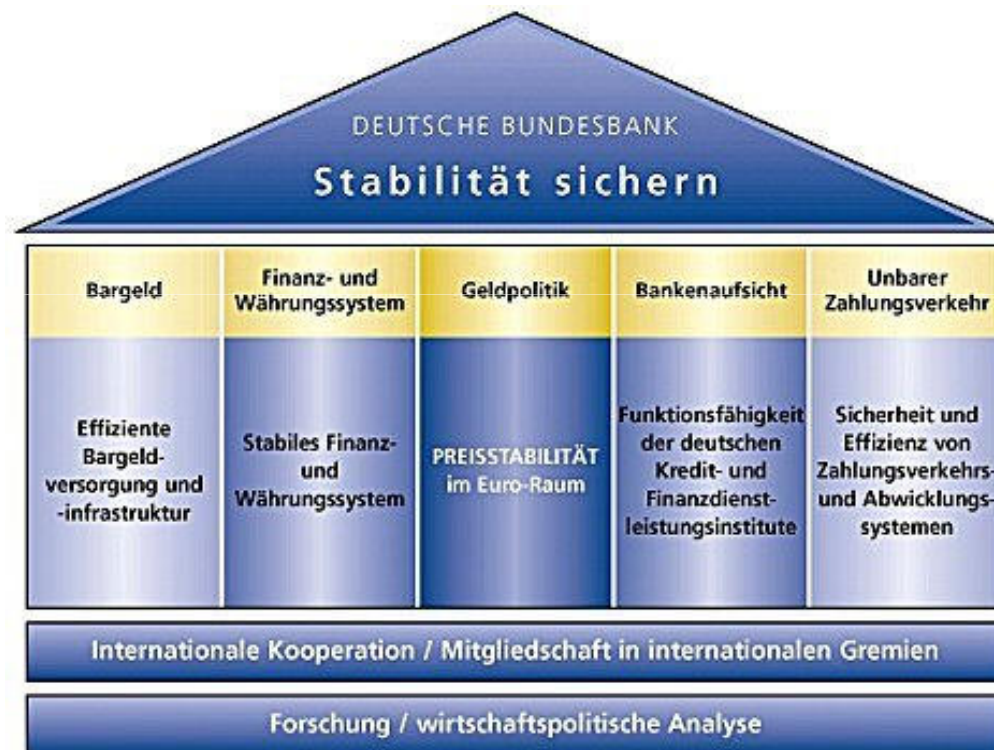 DEUTSCHE BUNDESBANK
Stabilität sichern
Bargeld
Finanz- und
Währungssystem
Geldpolitik
Bankenaufsicht
Unbarer
Zahlungsverkehr
Effiziente
Bargeld-
versorgung und
-infrastruktur
Stabiles Finanz-
und
Währungssystem
PREISSTABILITÄT
im Euro-Raum
Funktionsfähigkeit
der deutschen
Kredit- und
Finanzdienst-
leistungsinstitute
Sicherheit und
Effizienz von
Zahlungsverkehrs-
und Abwicklungs-
systemen
Internationale Kooperation / Mitgliedschaft in internationalen Gremien
Forschung / wirtschaftspolitische Analyse